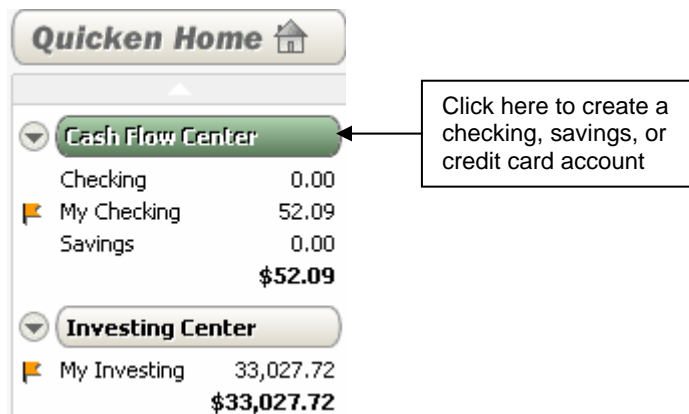 Quicken Home
Cash Flow Center
Click here to create a
checking, savings, or
credit card account
Checking 0.00
My Checking 52.09
Savings 0.00
$52.09
Investing Center
My Investing 33,027.72
$33,027.72